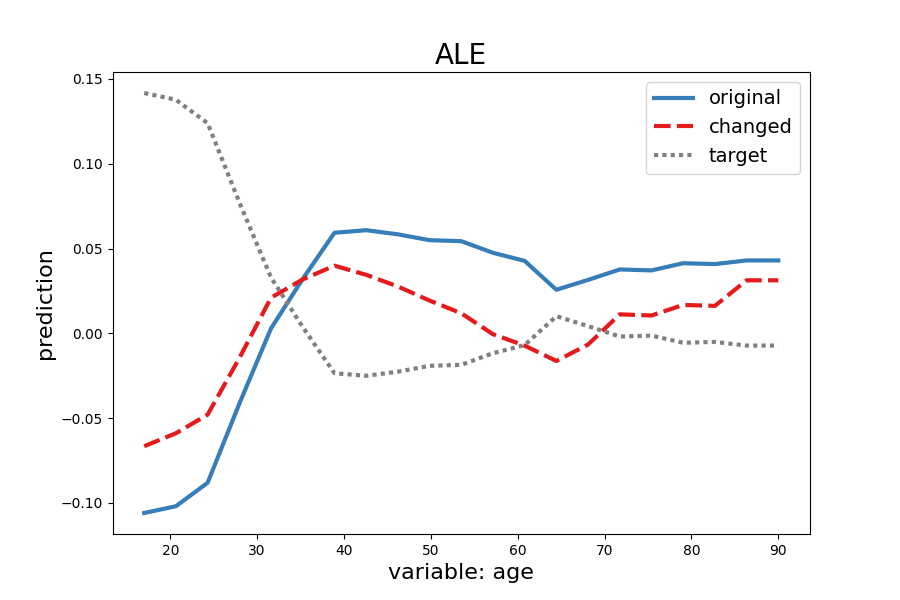 ALE
0.15
0.10
0.05
0.00
−0.05
−0.10
prediction
original
changed
target
20 30 40 50 60 70 80 90
variable: age